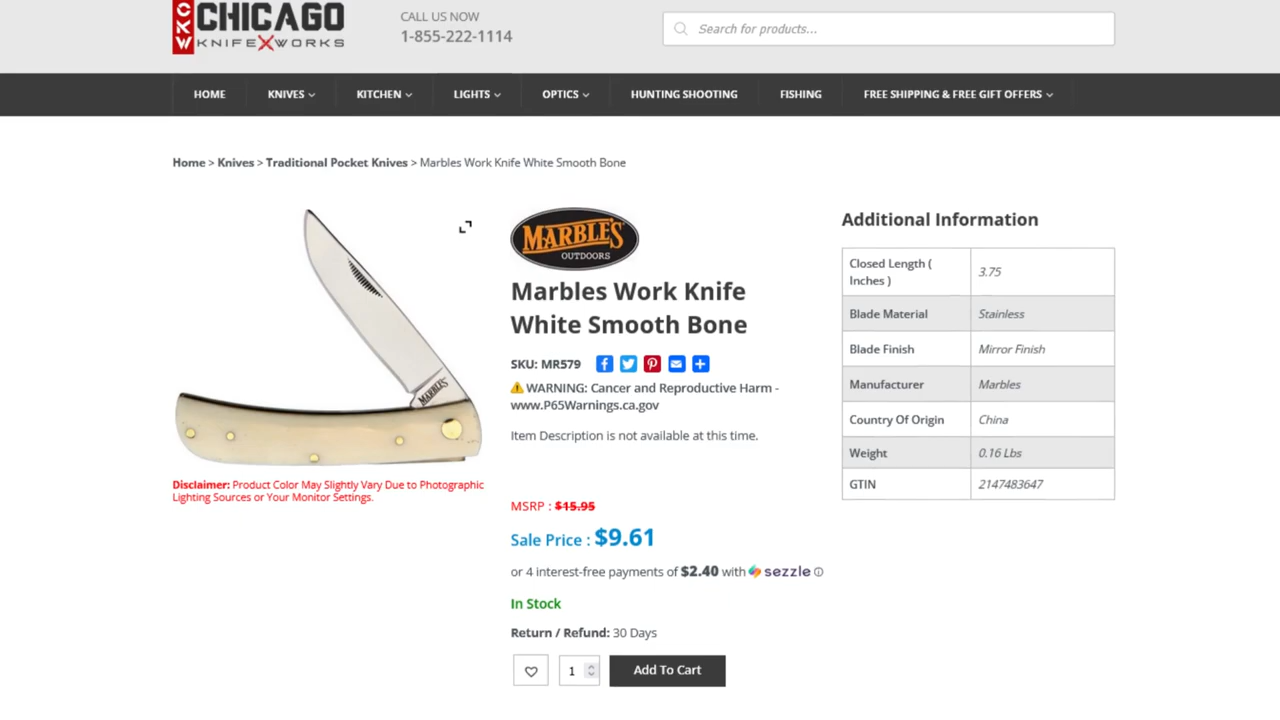 CKW
CHICAGO
KNIFE WORKS
CALL US NOW
1-855-222-1114
Search for products...
HOME KNIVES KITCHEN LIGHTS OPTICS HUNTING SHOOTING FISHING FREE SHIPPING & FREE GIFT OFFERS
Home > Knives > Traditional Pocket Knives > Marbles Work Knife White Smooth Bone
MARBLES
Disclaimer: Product Color May Slightly Vary Due to Photographic
Lighting Sources or Your Monitor Settings.
MARBLE'S
OUTDOORS
Marbles Work Knife
White Smooth Bone
SKU: MR579
WARNING: Cancer and Reproductive Harm -
www.P65Warnings.ca.gov
Item Description is not available at this time.
MSRP : $15.95
Sale Price : $9.61
or 4 interest-free payments of $2.40 with sezzle
In Stock
Return / Refund: 30 Days
1
Add To Cart
Additional Information
Closed Length (
Inches )
3.75
Blade Material Stainless
Blade Finish Mirror Finish
Manufacturer Marbles
Country Of Origin China
Weight 0.16 Lbs
GTIN 2147483647